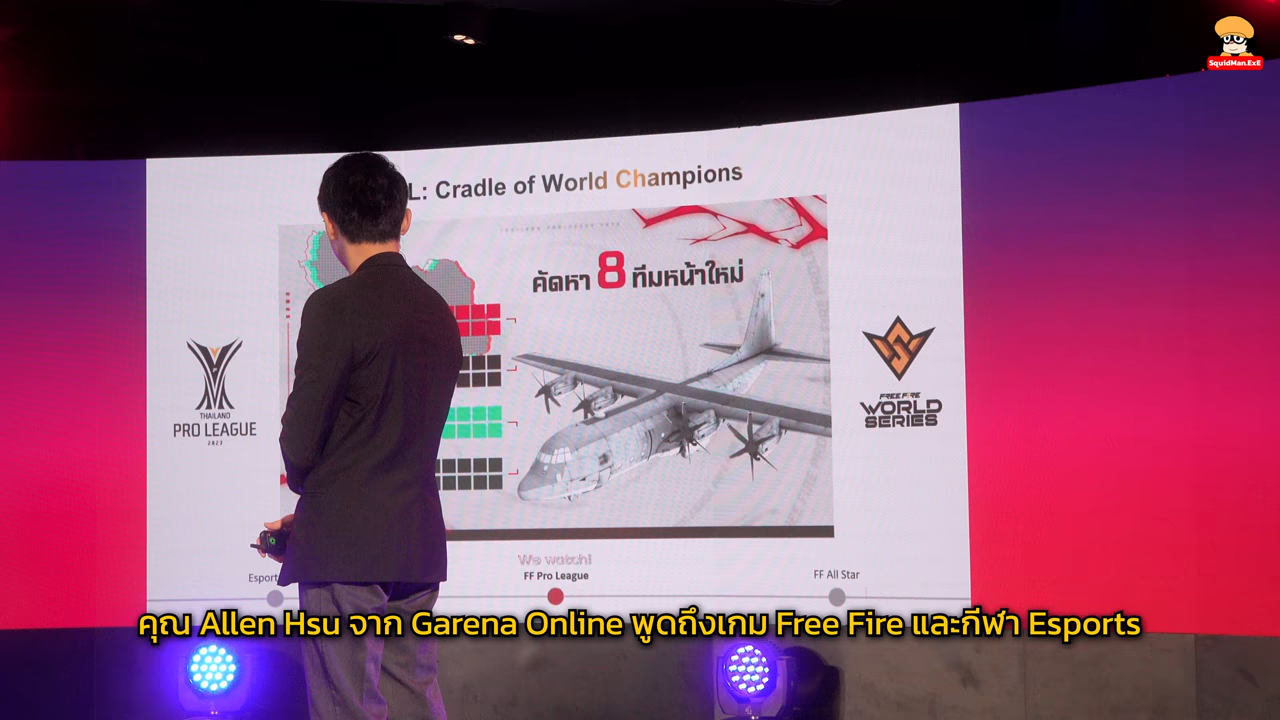 SquidMan.ExE
L: Cradle of World Champions
คัดหา 8 ทีมหน้าใหม่
THAILAND
PRO LEAGUE
2023
FREE FIRE
WORLD
SERIES
We watch!
Esport
FF Pro League
FF All Star
คุณ Allen Hsu จาก Garena Online พูดถึงเกม Free Fire และกีฬา Esports